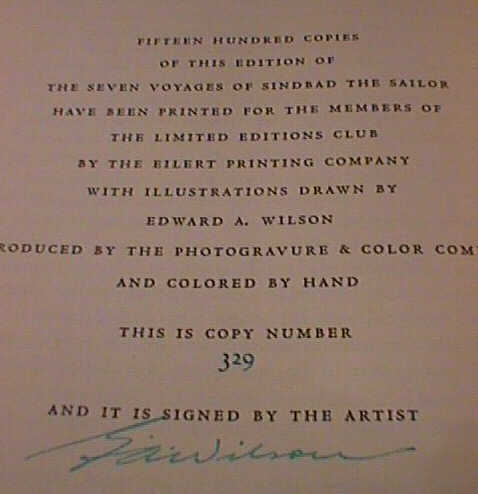 FIFTEEN HUNDRED COPIES
OF THIS EDITION OF
THE SEVEN VOYAGES OF SINDBAD THE SAILOR
HAVE BEEN PRINTED FOR THE MEMBERS OF
THE LIMITED EDITIONS CLUB
BY THE EILERT PRINTING COMPANY
WITH ILLUSTRATIONS DRAWN BY
EDWARD A. WILSON
RODUCED BY THE PHOTOGRAVURE & COLOR COM
AND COLORED BY HAND
THIS IS COPY NUMBER
329
AND IT IS SIGNED BY THE ARTIST
E.A.Wilson